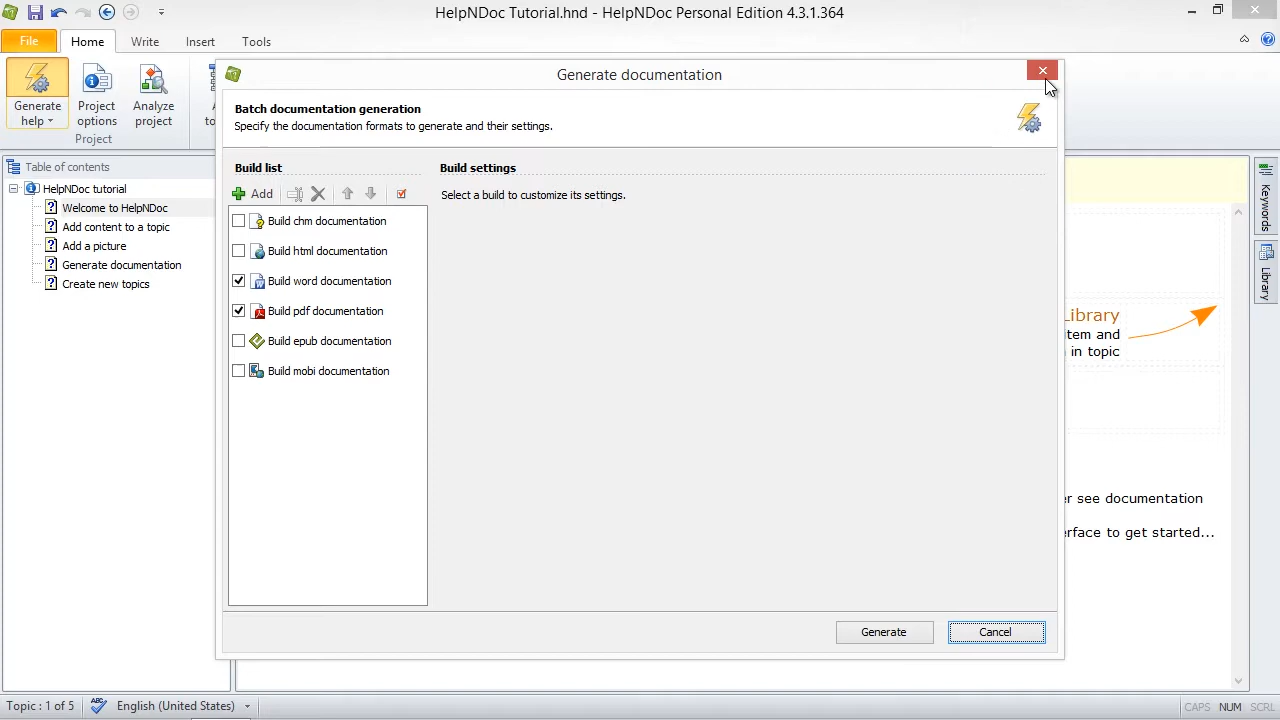 HelpNDoc Tutorial.hnd - HelpNDoc Personal Edition 4.3.1.364
File Home Write Insert Tools
Generate help
Project options
Analyze project
Project
Generate documentation
Batch documentation generation
Specify the documentation formats to generate and their settings.
Table of contents
HelpNDoc tutorial
Welcome to HelpNDoc
Add content to a topic
Add a picture
Generate documentation
Create new topics
Build list
Add
Build chm documentation
Build html documentation
Build word documentation
Build pdf documentation
Build epub documentation
Build mobi documentation
Build settings
Select a build to customize its settings.
Generate Cancel
Library
item and
in topic
see documentation
to get started...
Keywords
Library
Topic : 1 of 5 English (United States) CAPS NUM SCRL